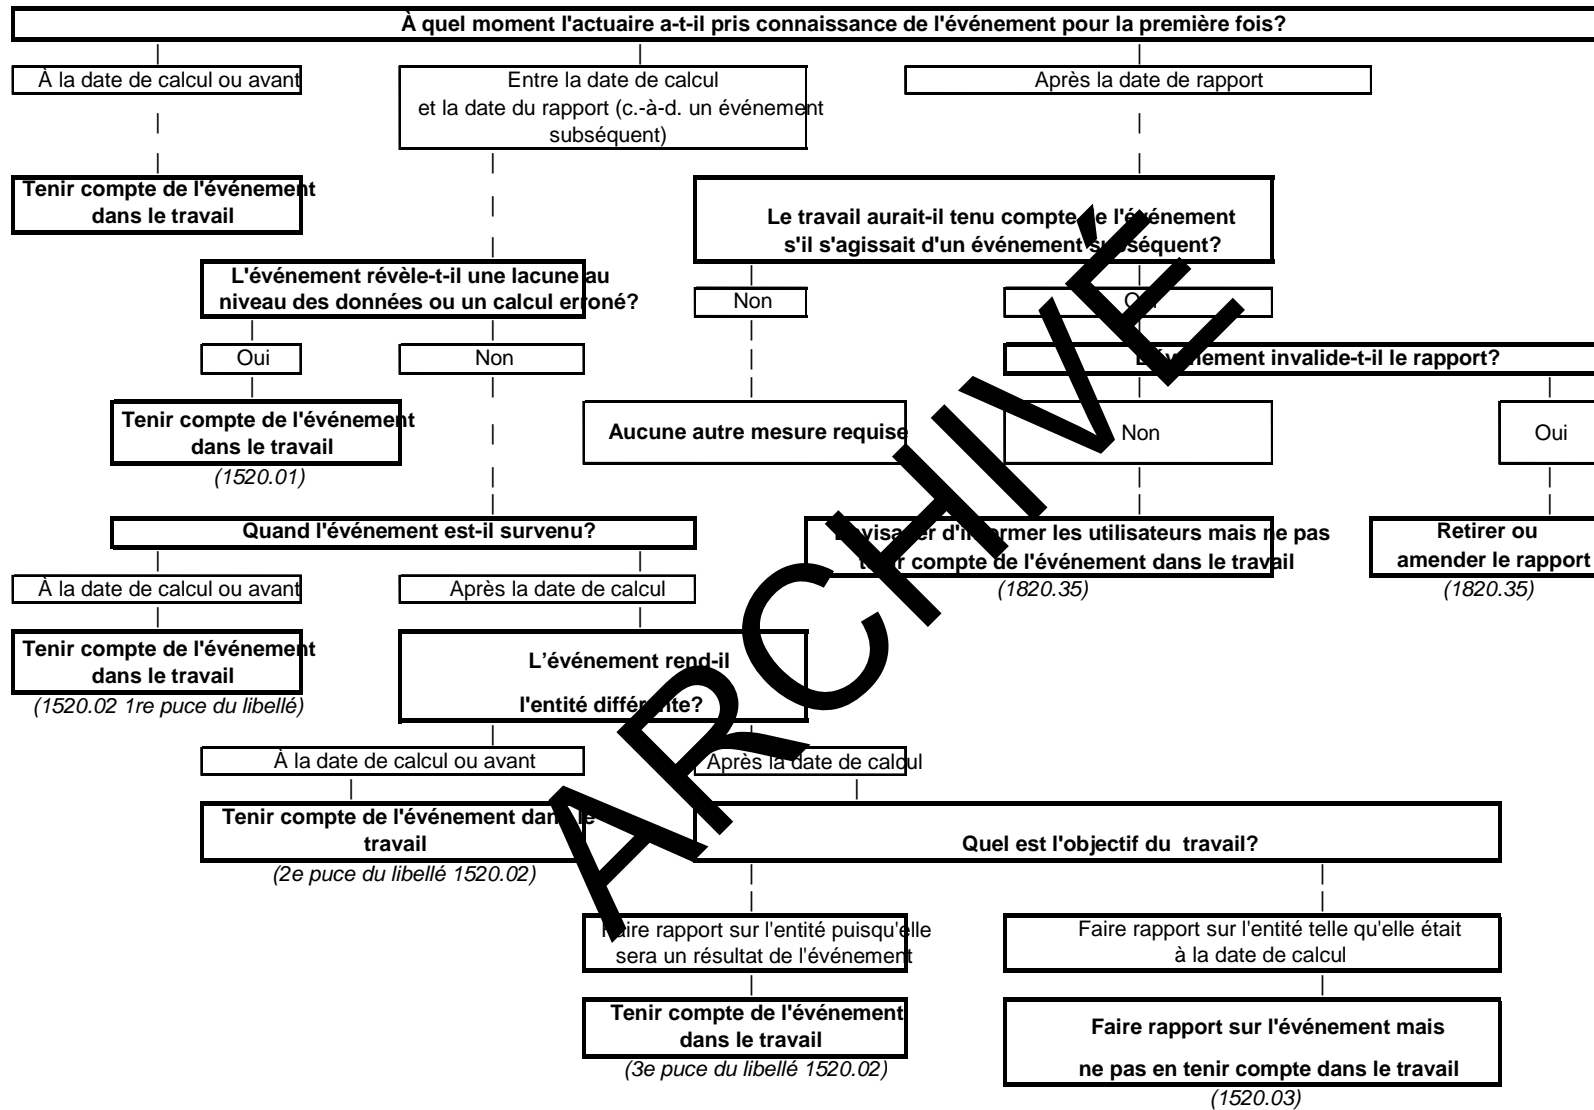 À quel moment l'actuaire a-t-il pris connaissance de l'événement pour la première fois?
À la date de calcul ou avant
Entre la date de calcul
et la date du rapport (c.-à-d. un événement
subséquent)
Après la date de rapport
Tenir compte de l'événement
dans le travail
Le travail aurait-il tenu compte de l'événement
s'il s'agissait d'un événement subséquent?
L'événement révèle-t-il une lacune au
niveau des données ou un calcul erroné?
Non
Oui
Oui
Non
L'événement invalide-t-il le rapport?
Tenir compte de l'événement
dans le travail
(1520.01)
Aucune autre mesure requise
Non
Oui
Quand l'événement est-il survenu?
Envisager d'informer les utilisateurs mais ne pas
tenir compte de l'événement dans le travail
(1820.35)
Retirer ou
amender le rapport
(1820.35)
À la date de calcul ou avant
Après la date de calcul
Tenir compte de l'événement
dans le travail
(1520.02 1re puce du libellé)
L'événement rend-il
l'entité différente?
À la date de calcul ou avant
Après la date de calcul
Tenir compte de l'événement dans le
travail
(2e puce du libellé 1520.02)
Quel est l'objectif du travail?
Faire rapport sur l'entité puisqu'elle
sera un résultat de l'événement
Faire rapport sur l'entité telle qu'elle était
à la date de calcul
Tenir compte de l'événement
dans le travail
(3e puce du libellé 1520.02)
Faire rapport sur l'événement mais
ne pas en tenir compte dans le travail
(1520.03)
ARCHIVÉ